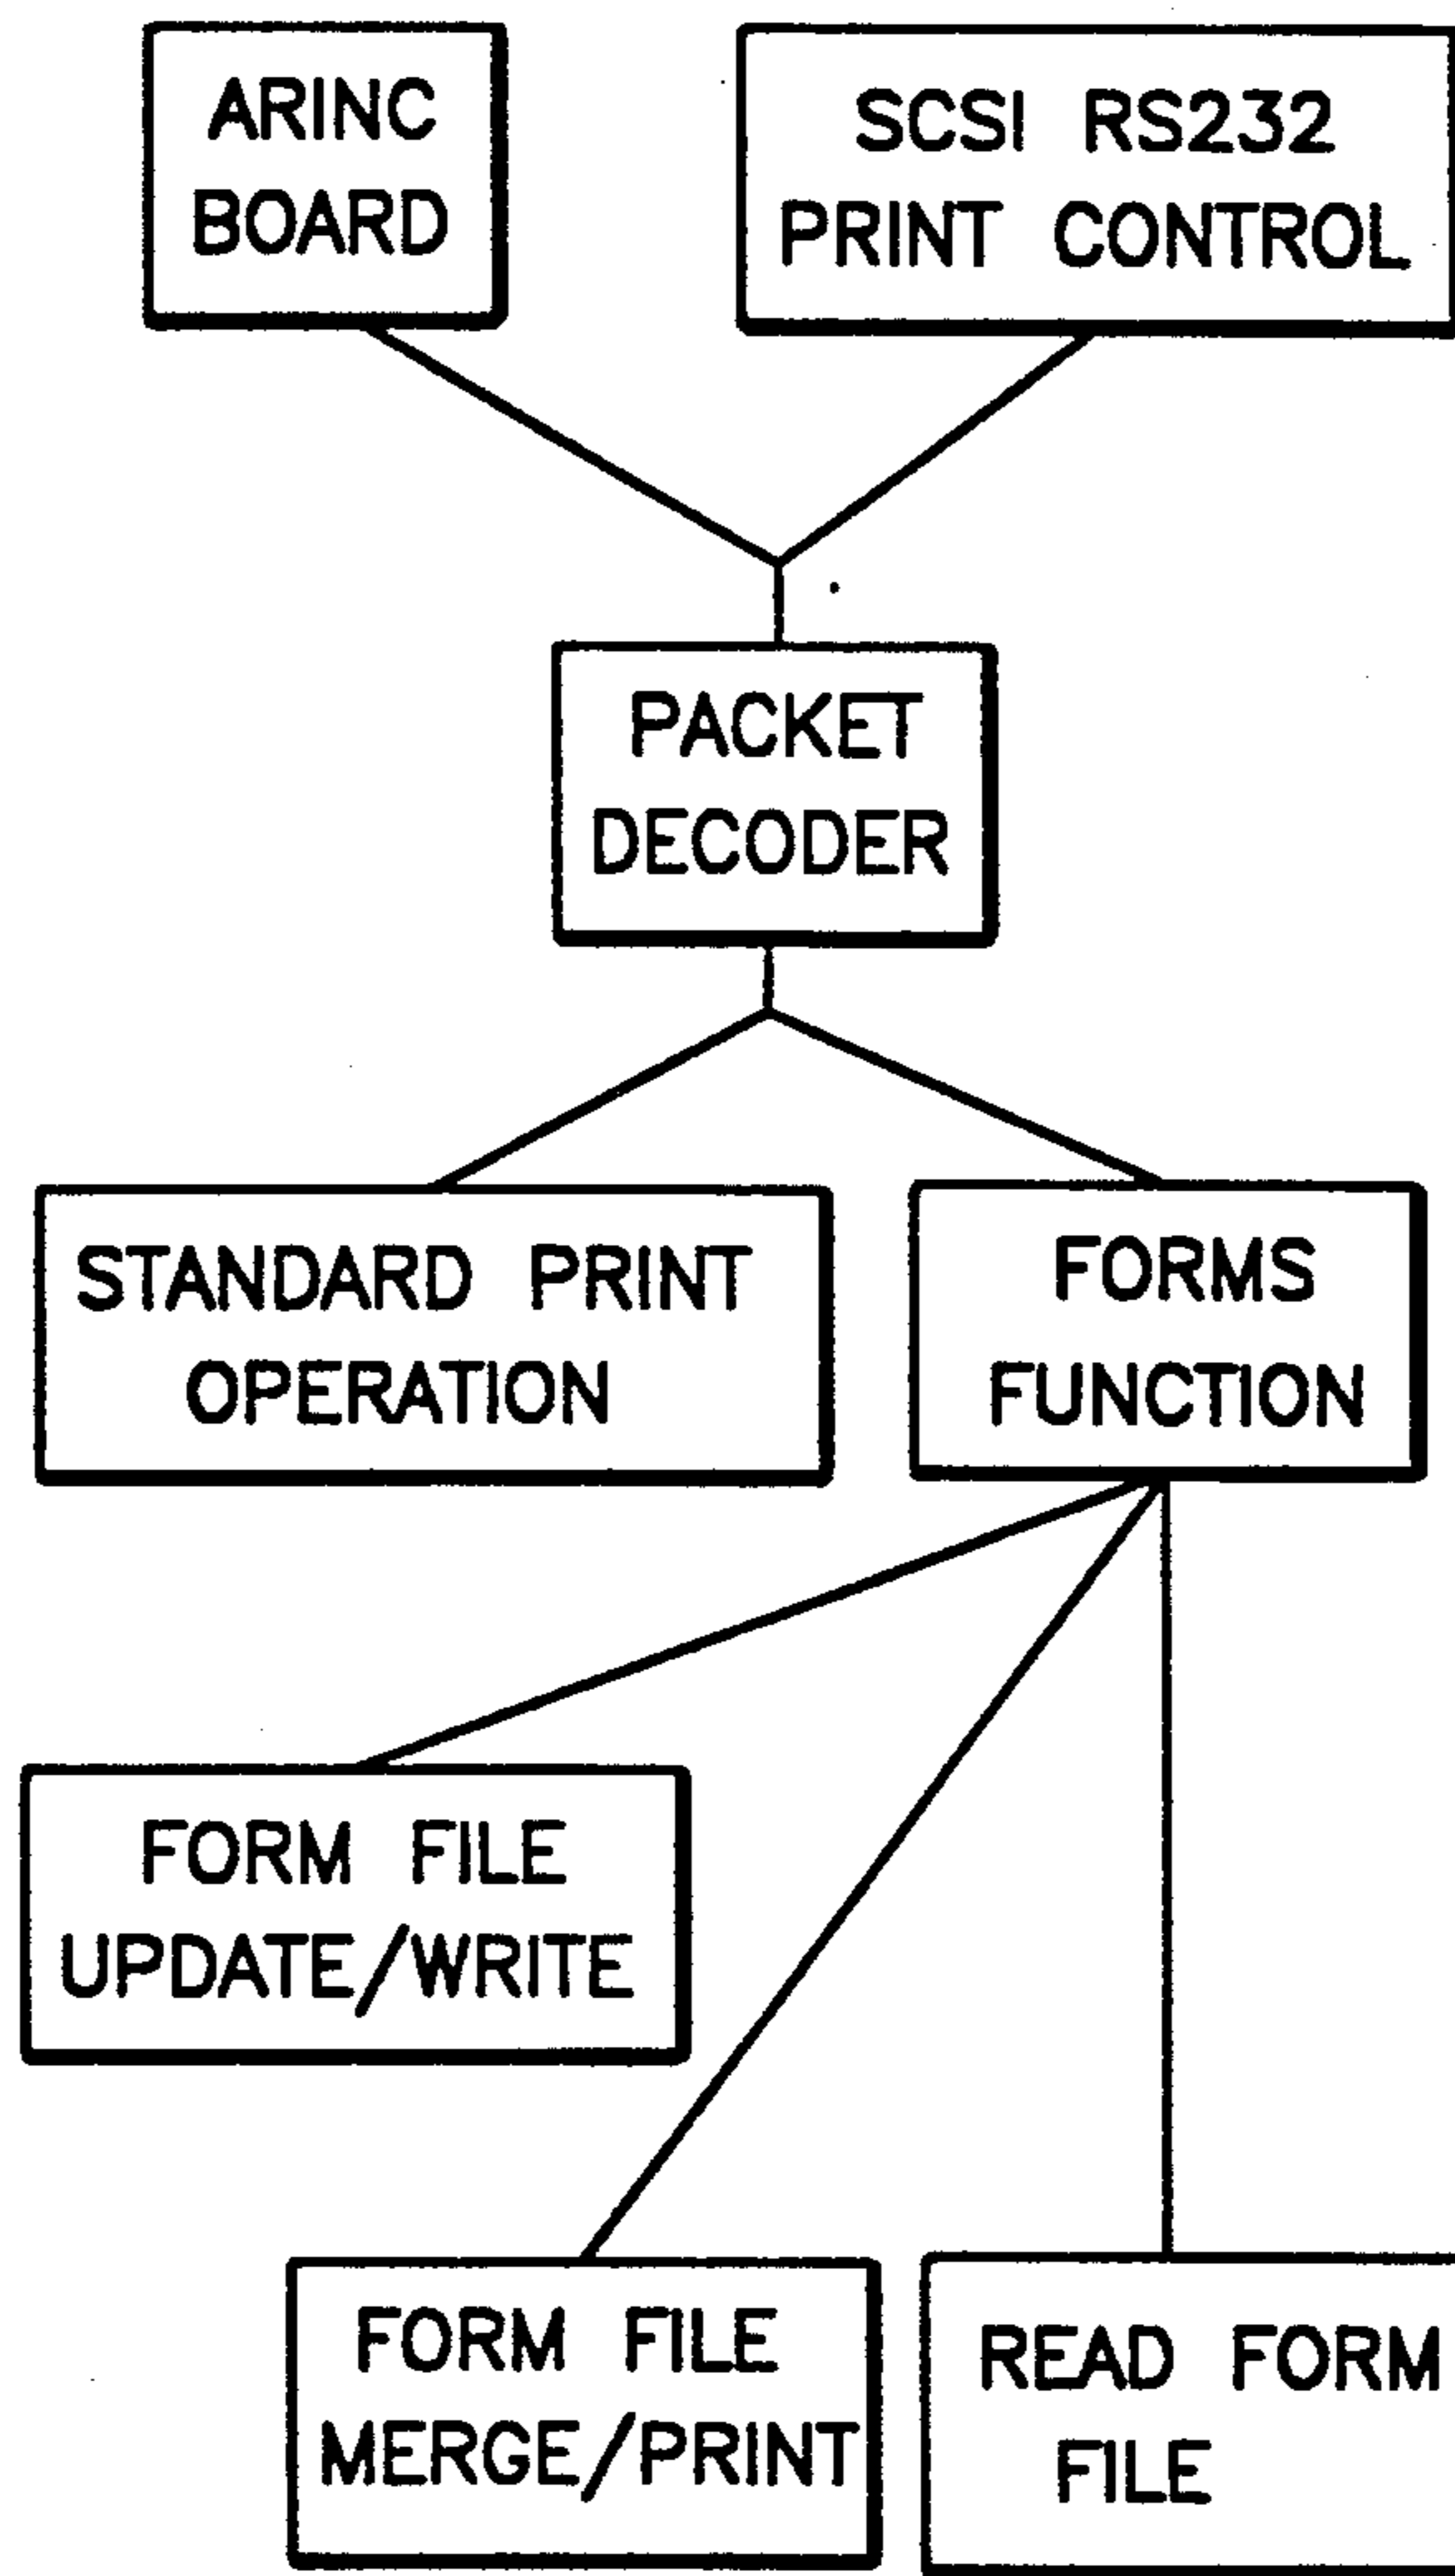 ARINC
BOARD
SCSI RS232
PRINT CONTROL
PACKET
DECODER
STANDARD PRINT
OPERATION
FORMS
FUNCTION
FORM FILE
UPDATE/WRITE
FORM FILE
MERGE/PRINT
READ FORM
FILE